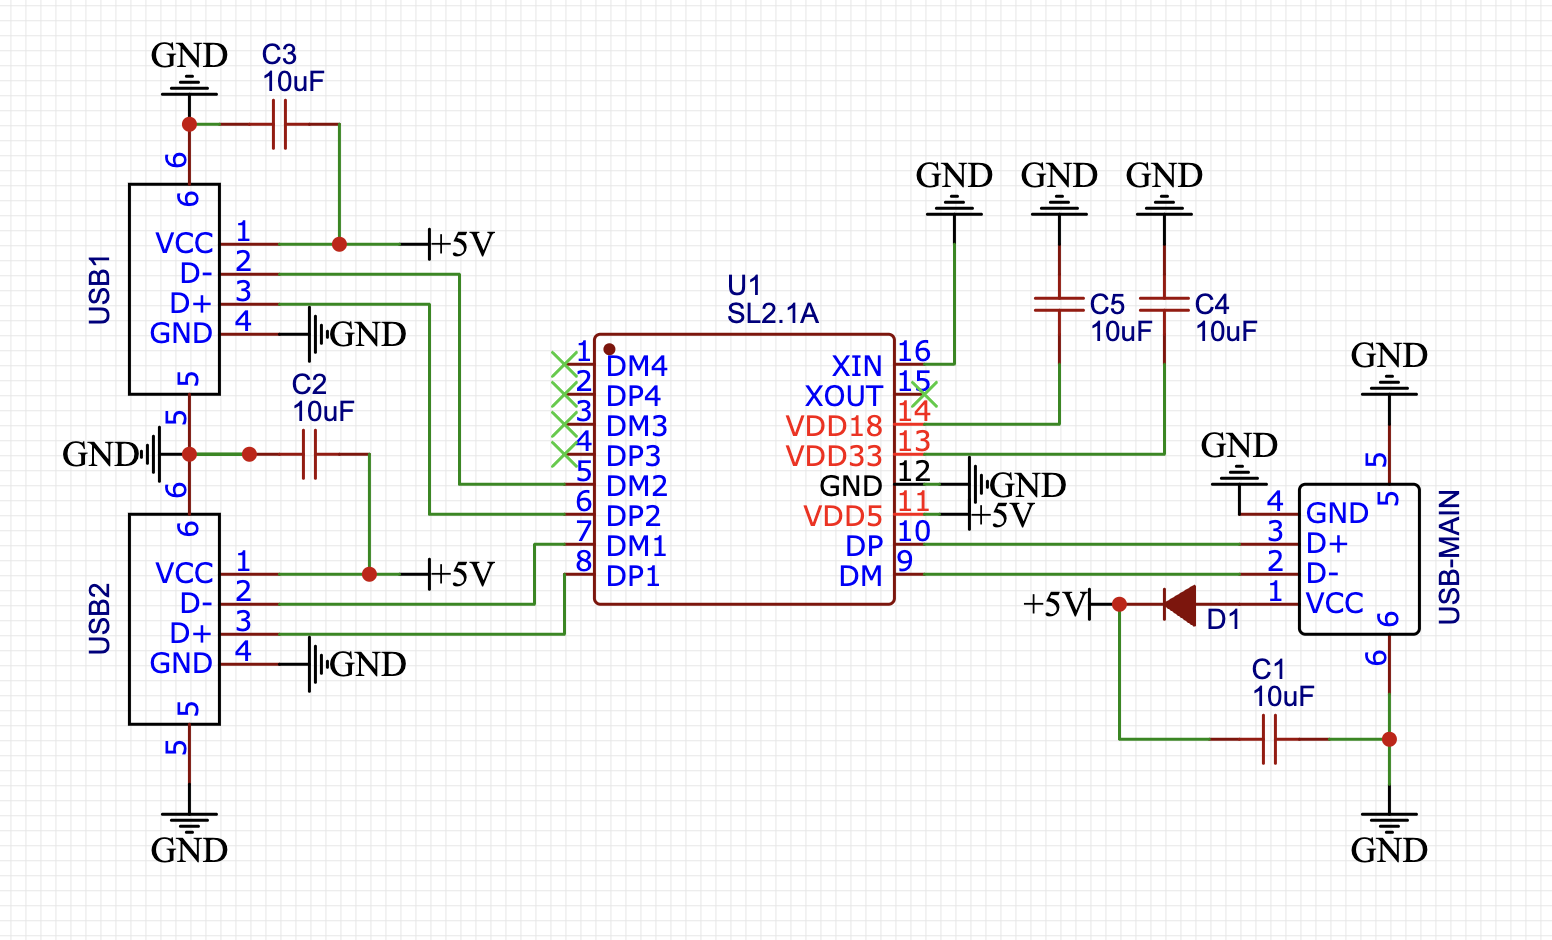 GND
C3
10uF
6
6
VCC 1 +5V
D- 2
D+ 3
GND 4 GND
5
5
USB1
C2
10uF
GND
6
6
VCC 1 +5V
D- 2
D+ 3
GND 4 GND
5
5
USB2
GND
U1
SL2.1A
1 DM4
2 DP4
3 DM3
4 DP3
5 DM2
6 DP2
7 DM1
8 DP1
XIN 16
XOUT 15
VDD18 14
VDD33 13
GND 12 GND
VDD5 11 +5V
DP 10
DM 9
GND
GND
GND
C5
10uF
C4
10uF
GND
5
5
GND
4 GND
3 D+
2 D-
1 VCC
+5V
D1
6
6
USB-MAIN
C1
10uF
GND